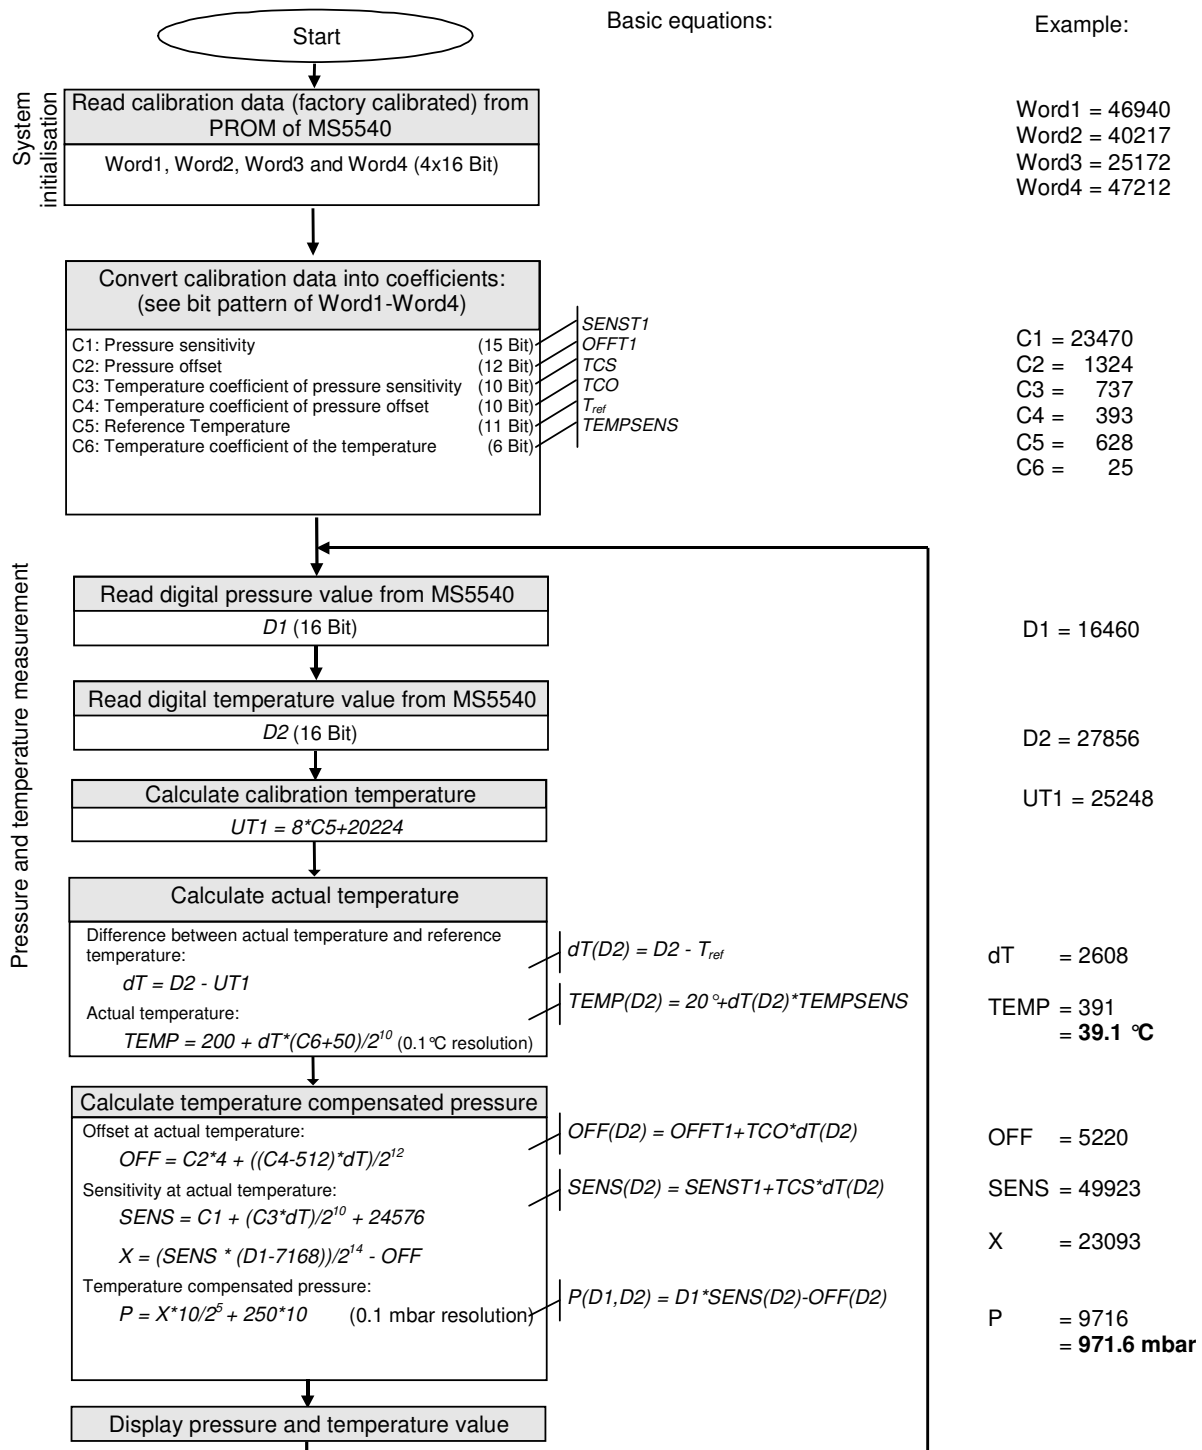 Start
Basic equations:
Example:
System
initialisation
Read calibration data (factory calibrated) from
PROM of MS5540
Word1, Word2, Word3 and Word4 (4x16 Bit)
Word1 = 46940
Word2 = 40217
Word3 = 25172
Word4 = 47212
Convert calibration data into coefficients:
(see bit pattern of Word1-Word4)
C1: Pressure sensitivity (15 Bit)
C2: Pressure offset (12 Bit)
C3: Temperature coefficient of pressure sensitivity (10 Bit)
C4: Temperature coefficient of pressure offset (10 Bit)
C5: Reference Temperature (11 Bit)
C6: Temperature coefficient of the temperature (6 Bit)
SENST1
OFFT1
TCS
TCO
Tref
TEMPSENS
C1 = 23470
C2 = 1324
C3 = 737
C4 = 393
C5 = 628
C6 = 25
Pressure and temperature measurement
Read digital pressure value from MS5540
D1 (16 Bit)
D1 = 16460
Read digital temperature value from MS5540
D2 (16 Bit)
D2 = 27856
Calculate calibration temperature
UT1 = 8*C5+20224
UT1 = 25248
Calculate actual temperature
Difference between actual temperature and reference
temperature:
dT = D2 - UT1
Actual temperature:
TEMP = 200 + dT*(C6+50)/2^10 (0.1°C resolution)
dT(D2) = D2 - Tref
TEMP(D2) = 20°+dT(D2)*TEMPSENS
dT = 2608
TEMP = 391
= 39.1 °C
Calculate temperature compensated pressure
Offset at actual temperature:
OFF = C2*4 + ((C4-512)*dT)/2^12
Sensitivity at actual temperature:
SENS = C1 + (C3*dT)/2^10 + 24576
X = (SENS * (D1-7168))/2^14 - OFF
Temperature compensated pressure:
P = X*10/2^5 + 250*10 (0.1 mbar resolution)
OFF(D2) = OFFT1+TCO*dT(D2)
SENS(D2) = SENST1+TCS*dT(D2)
P(D1,D2) = D1*SENS(D2)-OFF(D2)
OFF = 5220
SENS = 49923
X = 23093
P = 9716
= 971.6 mbar
Display pressure and temperature value